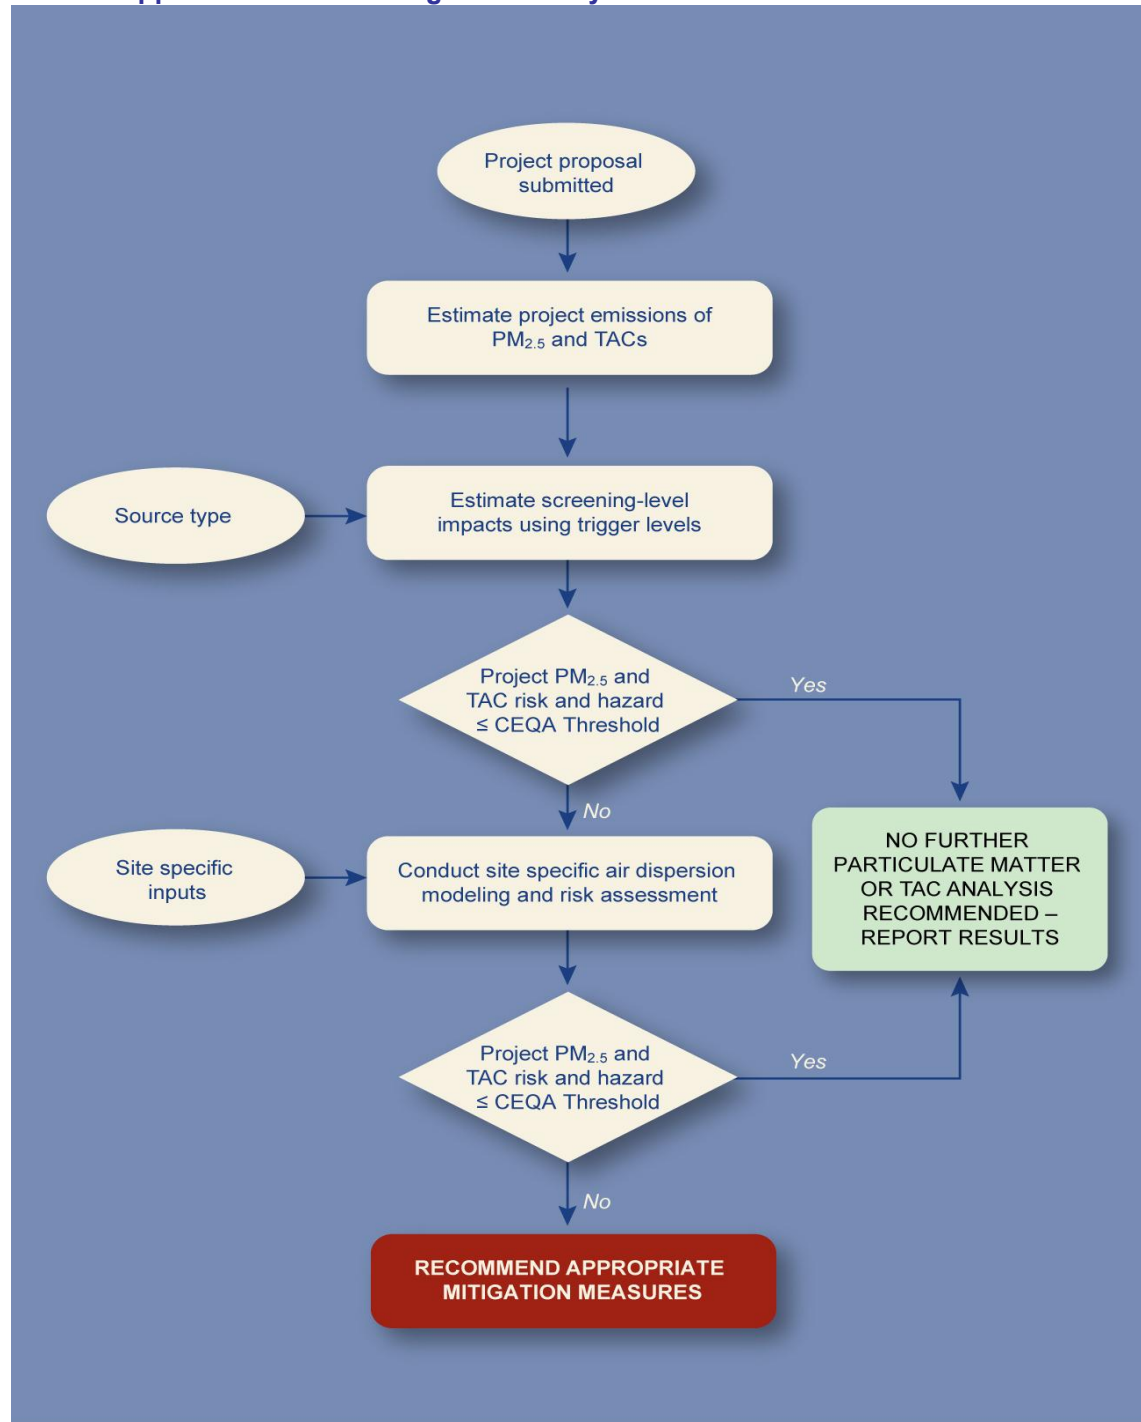 Project proposal
submitted
Estimate project emissions of
PM2.5 and TACs
Source type
Estimate screening-level
impacts using trigger levels
Project PM2.5 and
TAC risk and hazard
≤ CEQA Threshold
Yes
No
Site specific
inputs
Conduct site specific air dispersion
modeling and risk assessment
NO FURTHER
PARTICULATE MATTER
OR TAC ANALYSIS
RECOMMENDED –
REPORT RESULTS
Project PM2.5 and
TAC risk and hazard
≤ CEQA Threshold
Yes
No
RECOMMEND APPROPRIATE
MITIGATION MEASURES